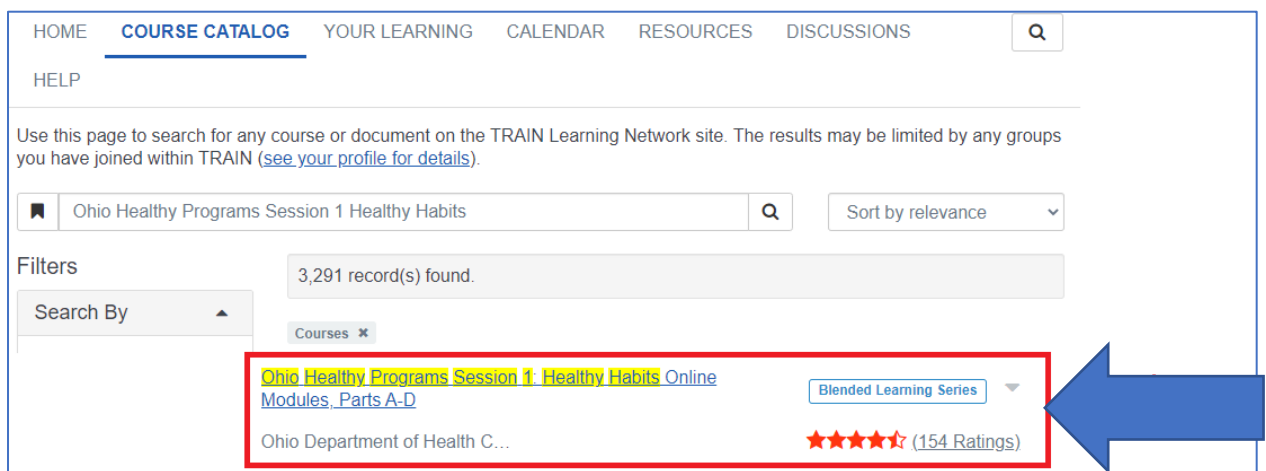 HOME COURSE CATALOG YOUR LEARNING CALENDAR RESOURCES DISCUSSIONS
HELP
Use this page to search for any course or document on the TRAIN Learning Network site. The results may be limited by any groups
you have joined within TRAIN (see your profile for details).
Ohio Healthy Programs Session 1 Healthy Habits
Sort by relevance
Filters
3,291 record(s) found.
Search By
Courses ✖
Ohio Healthy Programs Session 1: Healthy Habits Online
Modules, Parts A-D
Blended Learning Series
Ohio Department of Health C...
(154 Ratings)